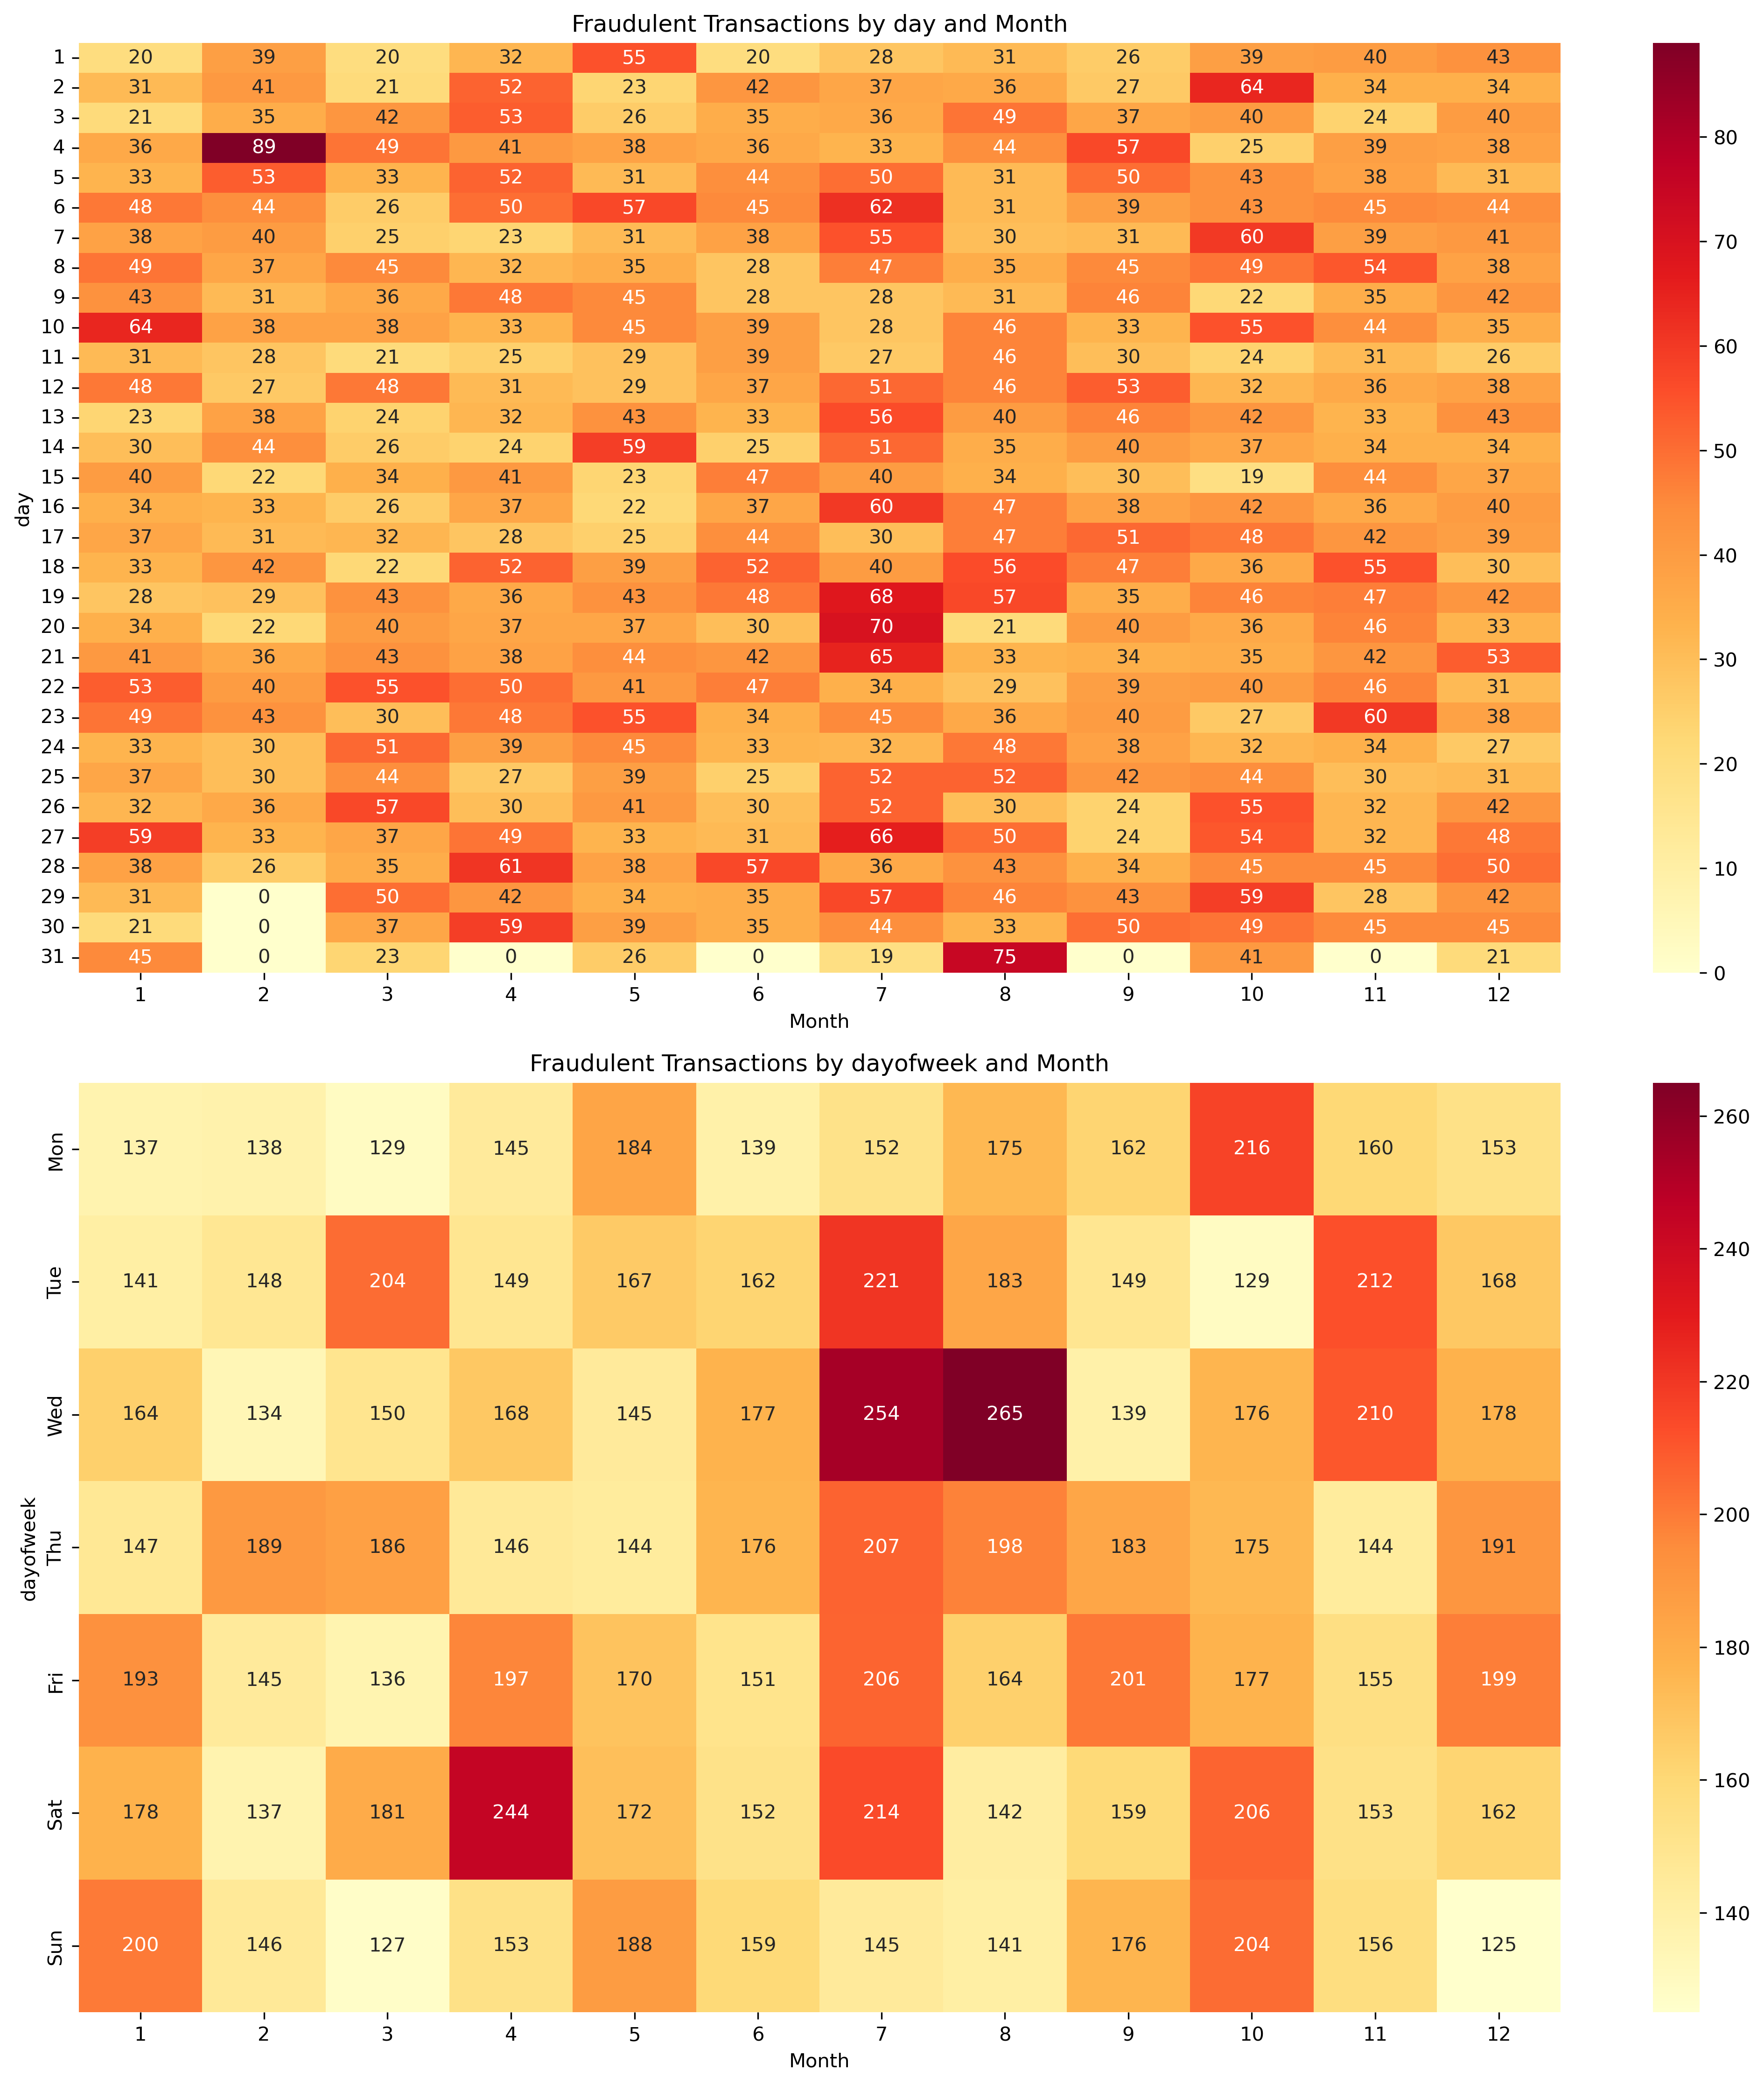 Fraudulent Transactions by day and Month
1 20 39 20 32 55 20 28 31 26 39 40 43
2 31 41 21 52 23 42 37 36 27 64 34 34
3 21 35 42 53 26 35 36 49 37 40 24 40
80
4 36 89 49 41 38 36 33 44 57 25 39 38
5 33 53 33 52 31 44 50 31 50 43 38 31
6 48 44 26 50 57 45 62 31 39 43 45 44
7 38 40 25 23 31 38 55 30 31 60 39 41
70
8 49 37 45 32 35 28 47 35 45 49 54 38
9 43 31 36 48 45 28 28 31 46 22 35 42
10 64 38 38 33 45 39 28 46 33 55 44 35
60
11 31 28 21 25 29 39 27 46 30 24 31 26
12 48 27 48 31 29 37 51 46 53 32 36 38
13 23 38 24 32 43 33 56 40 46 42 33 43
14 30 44 26 24 59 25 51 35 40 37 34 34
50
15 40 22 34 41 23 47 40 34 30 19 44 37
day
16 34 33 26 37 22 37 60 47 38 42 36 40
17 37 31 32 28 25 44 30 47 51 48 42 39
40
18 33 42 22 52 39 52 40 56 47 36 55 30
19 28 29 43 36 43 48 68 57 35 46 47 42
20 34 22 40 37 37 30 70 21 40 36 46 33
21 41 36 43 38 44 42 65 33 34 35 42 53
30
22 53 40 55 50 41 47 34 29 39 40 46 31
23 49 43 30 48 55 34 45 36 40 27 60 38
24 33 30 51 39 45 33 32 48 38 32 34 27
20
25 37 30 44 27 39 25 52 52 42 44 30 31
26 32 36 57 30 41 30 52 30 24 55 32 42
27 59 33 37 49 33 31 66 50 24 54 32 48
28 38 26 35 61 38 57 36 43 34 45 45 50
10
29 31 0 50 42 34 35 57 46 43 59 28 42
30 21 0 37 59 39 35 44 33 50 49 45 45
31 45 0 23 0 26 0 19 75 0 41 0 21
0
1 2 3 4 5 6 7 8 9 10 11 12
Month
Fraudulent Transactions by dayofweek and Month
260
Mon 137 138 129 145 184 139 152 175 162 216 160 153
240
Tue 141 148 204 149 167 162 221 183 149 129 212 168
220
Wed 164 134 150 168 145 177 254 265 139 176 210 178
200
dayofweek
Thu 147 189 186 146 144 176 207 198 183 175 144 191
180
Fri 193 145 136 197 170 151 206 164 201 177 155 199
160
Sat 178 137 181 244 172 152 214 142 159 206 153 162
140
Sun 200 146 127 153 188 159 145 141 176 204 156 125
1 2 3 4 5 6 7 8 9 10 11 12
Month